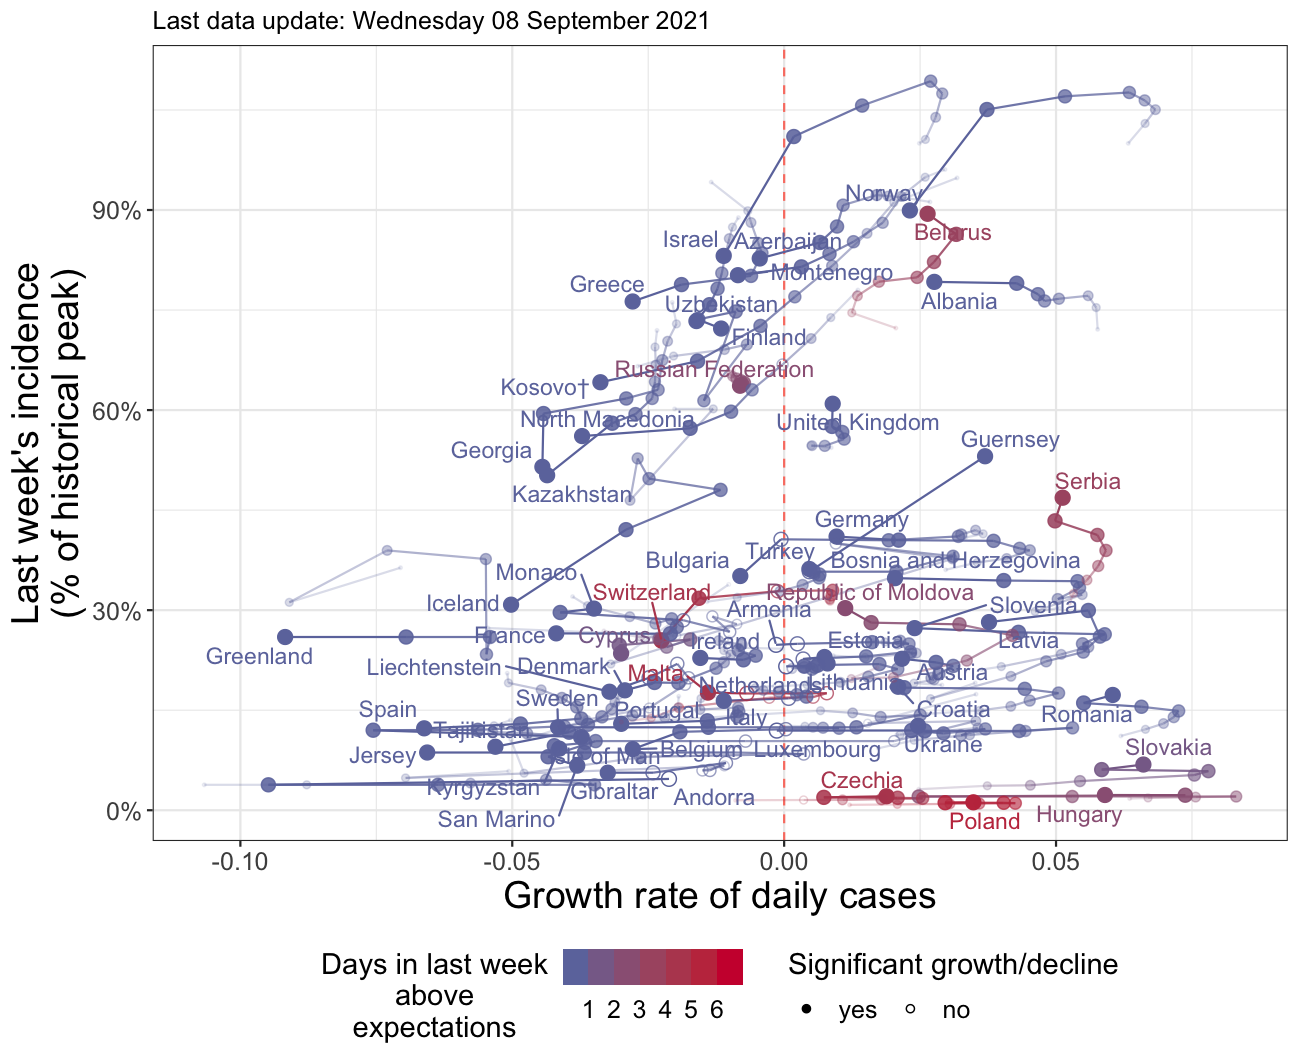 Last data update: Wednesday 08 September 2021
Last week's incidence
(% of historical peak)
90%
60%
30%
0%
Norway
Belarus
Israel
Azerbaijan
Montenegro
Greece
Albania
Uzbekistan
Finland
Russian Federation
Kosovo†
North Macedonia
United Kingdom
Georgia
Guernsey
Kazakhstan
Serbia
Germany
Bulgaria
Turkey
Bosnia and Herzegovina
Monaco
Switzerland
Republic of Moldova
Iceland
Armenia
Slovenia
France
Cyprus
Ireland
Estonia
Latvia
Greenland
Liechtenstein
Denmark
Malta
Netherlands
Lithuania
Austria
Sweden
Spain
Portugal
Italy
Croatia
Romania
Tajikistan
Ukraine
Jersey
Isle of Man
Belgium
Luxembourg
Slovakia
Kyrgyzstan
Gibraltar
Andorra
Czechia
San Marino
Poland
Hungary
-0.10
-0.05
0.00
0.05
Growth rate of daily cases
Days in last week
above
expectations
1 2 3 4 5 6
Significant growth/decline
yes
no